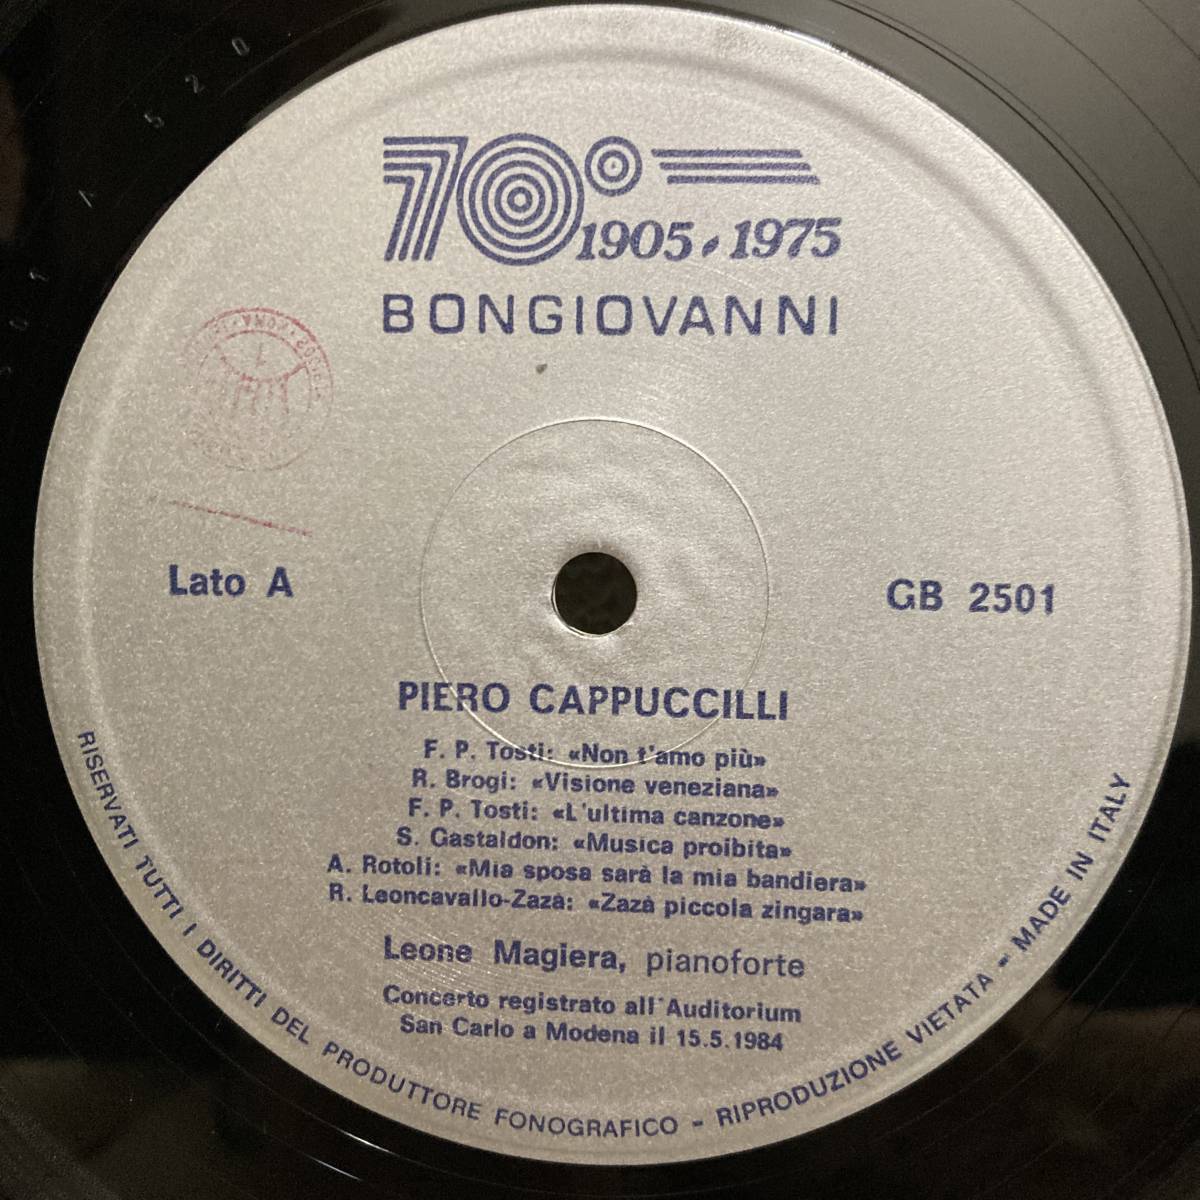 70°
1905 · 1975
BONGIOVANNI
Lato A
GB 2501
PIERO CAPPUCCILLI
F. P. Tosti: «Non t'amo più»
R. Brogi: «Visione veneziana»
F. P. Tosti: «L'ultima canzone»
S. Gastaldon: «Musica proibita»
A. Rotoli: «Mia sposa sarà la mia bandiera»
R. Leoncavallo-Zazà: «Zazà piccola zingara»
Leone Magiera, pianoforte
Concerto registrato all'Auditorium
San Carlo a Modena il 15.5.1984
RISERVATI TUTTI I DIRITTI DEL PRODUTTORE FONOGRAFICO - RIPRODUZIONE VIETATA - MADE IN ITALY